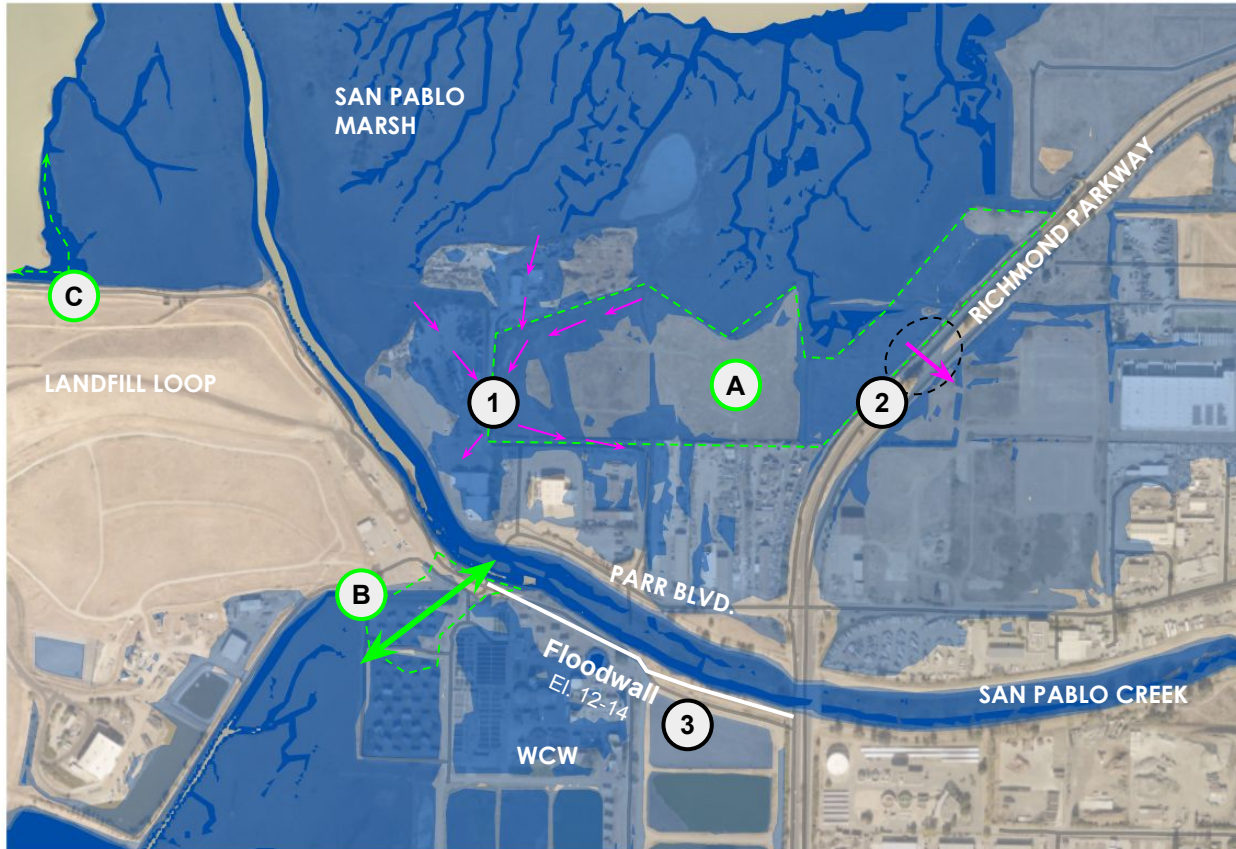 SAN PABLO
MARSH
RICHMOND PARKWAY
C
LANDFILL LOOP
A
1
2
B
PARR BLVD.
Floodwall
El. 12-14
SAN PABLO CREEK
3
WCW